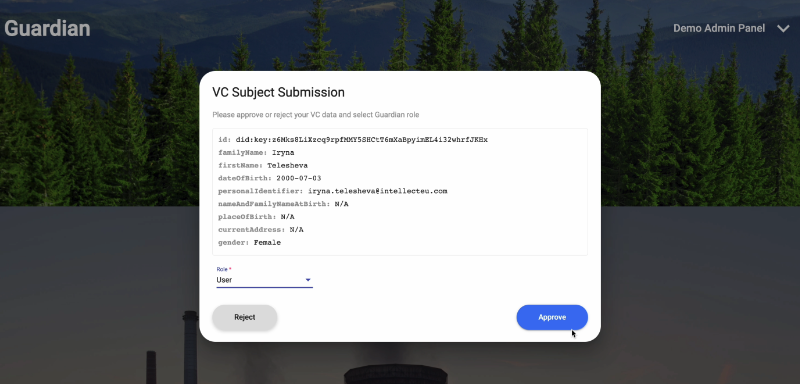 Guardian
Demo Admin Panel
VC Subject Submission
Please approve or reject your VC data and select Guardian role
id: did:key:z6Mks8LiXzcq9rpfMMY5SHCtT6mXaBpyimEL4i32whrfJKHx
familyName: Iryna
firstName: Telesheva
dateOfBirth: 2000-07-03
personalIdentifier: iryna.telesheva@intellecteu.com
nameAndFamilyNameAtBirth: N/A
placeOfBirth: N/A
currentAddress: N/A
gender: Female
Role *
User
Reject
Approve